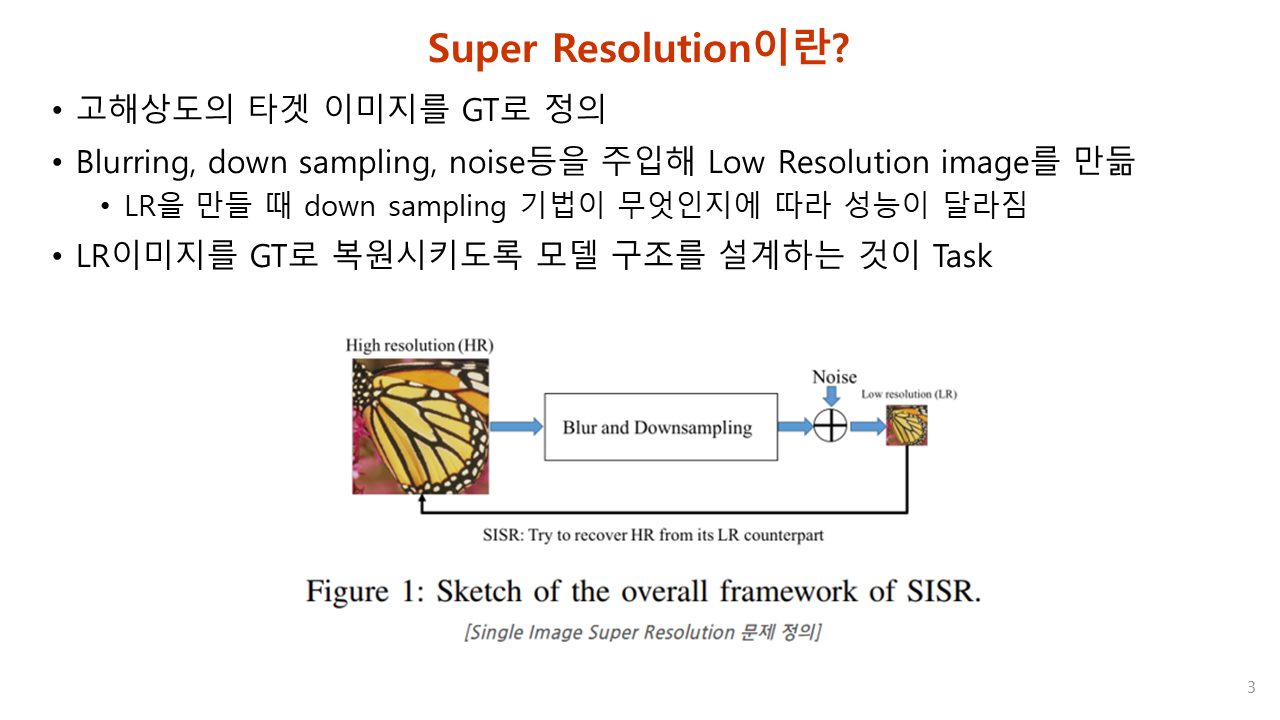 Super Resolution이란?
• 고해상도의 타겟 이미지를 GT로 정의
• Blurring, down sampling, noise등을 주입해 Low Resolution image를 만듦
• LR을 만들 때 down sampling 기법이 무엇인지에 따라 성능이 달라짐
• LR이미지를 GT로 복원시키도록 모델 구조를 설계하는 것이 Task
High resolution (HR)
Noise
Low resolution (LR)
Blur and Downsampling
SISR: Try to recover HR from its LR counterpart
Figure 1: Sketch of the overall framework of SISR.
[Single Image Super Resolution 문제 정의]
3